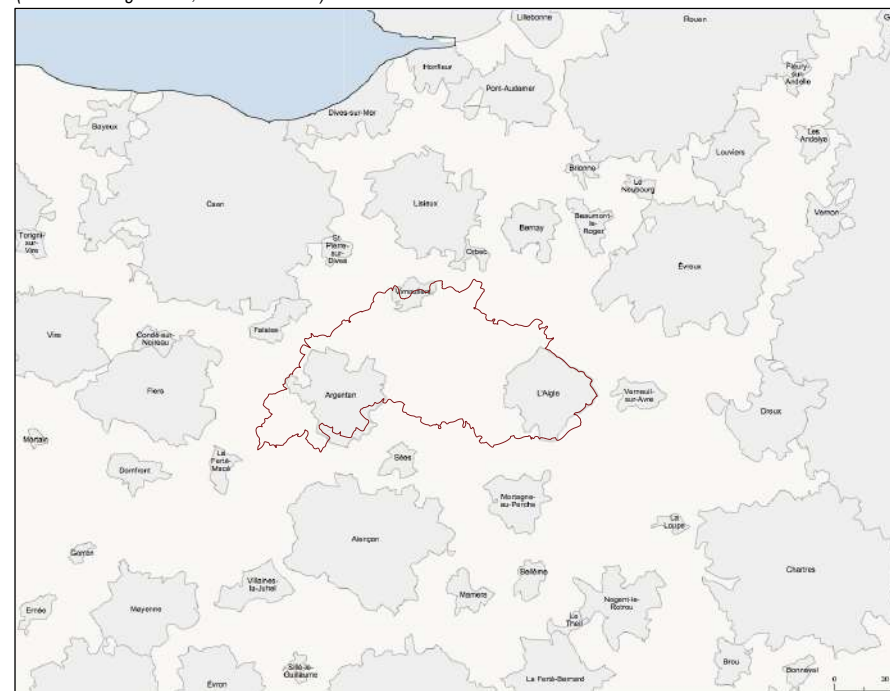 Lillebonne
Rouen
Honfleur
Fleury-
sur-
Andelle
Pont-Audemer
Dives-sur-Mer
Bayeux
Les
Andelys
Louviers
Brionne
Le
Neubourg
Caen
Lisieux
Vernon
Beaumont-
le-
Roger
Bernay
Torigni-
sur-
Vire
St-
Pierre-
sur-
Dives
Orbec
Évreux
Vimoutiers
Falaise
Vire
Condé-sur-
Noireau
Flers
Argentan
L'Aigle
Verneuil-
sur-Avre
Dreux
Mortain
La
Ferté-
Macé
Sées
Domfront
Mortagne-
au-Perche
La
Loupe
Alençon
Gorron
Chartres
Villaines-
la-Juhel
Bellême
Mamers
Nogent-le-
Rotrou
Ernée
Mayenne
Le
Theil
Brou
Sillé-le-
Guillaume
Bonneval
La Ferté-Bernard
Évron
0